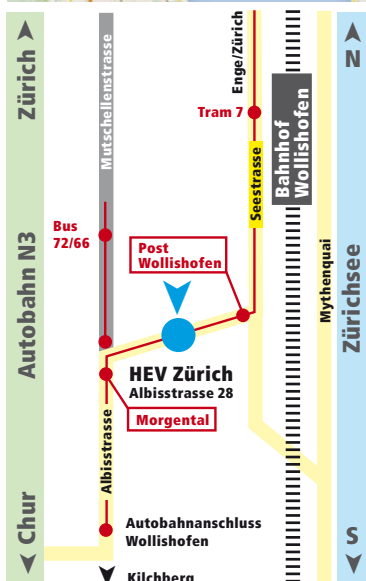 Zürich
Autobahn N3
Chur
Mutschellenstrasse
Enge/Zürich
Tram 7
Seestrasse
Bahnhof
Wollishofen
N
Zürichsee
S
Mythenquai
Bus
72/66
Post
Wollishofen
HEV Zürich
Albisstrasse 28
Morgental
Albisstrasse
Autobahnanschluss
Wollishofen
Kilchberg